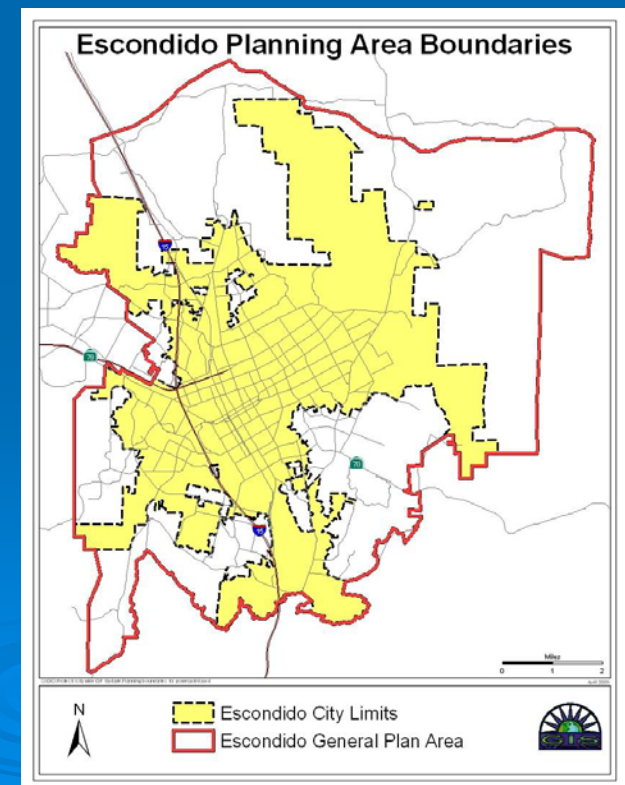 Escondido Planning Area Boundaries
15
78
78
15
Miles
0 1 2
N
Escondido City Limits
Escondido General Plan Area
GIS